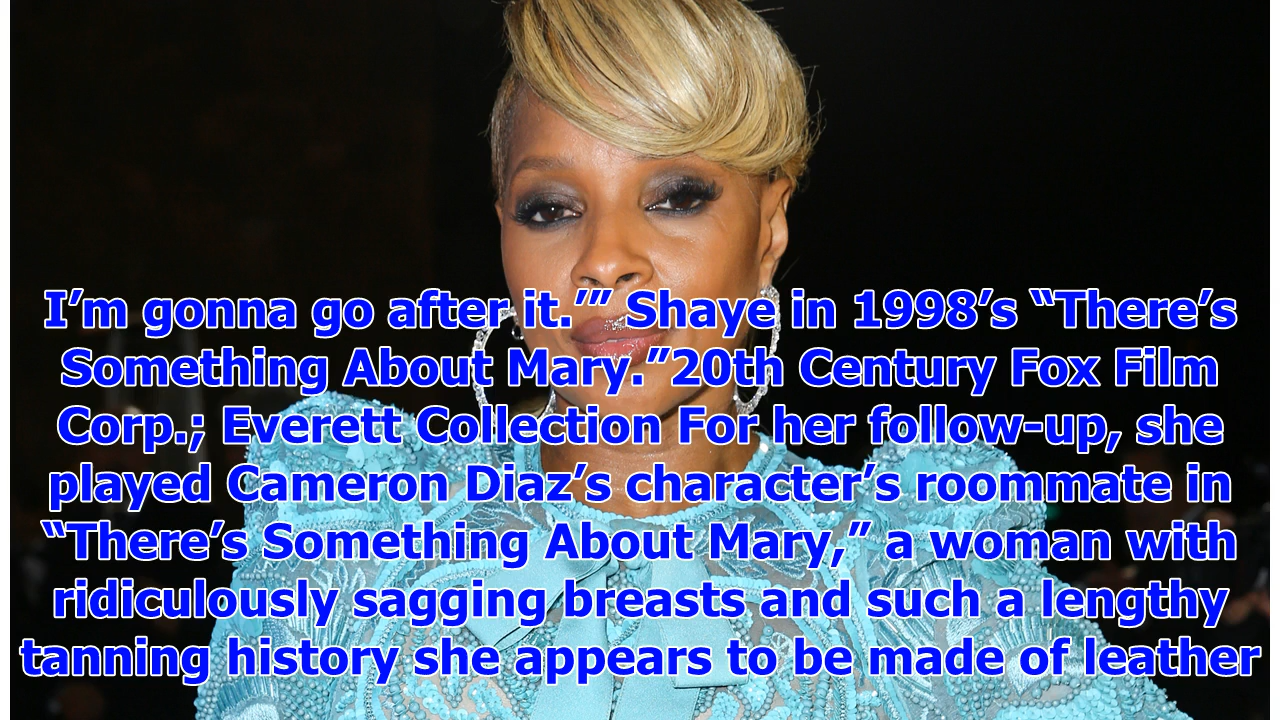 I’m gonna go after it.’” Shaye in 1998’s “There’s
Something About Mary.”20th Century Fox Film
Corp.; Everett Collection For her follow-up, she
played Cameron Diaz’s character’s roommate in
“There’s Something About Mary,” a woman with
ridiculously sagging breasts and such a lengthy
tanning history she appears to be made of leather